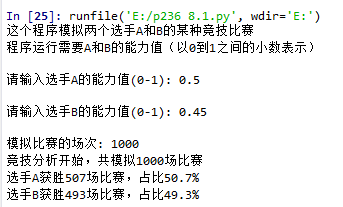 In [25]: runfile('E:/p236 8.1.py', wdir='E:')
这个程序模拟两个选手A和B的某种竞技比赛
程序运行需要A和B的能力值（以0到1之间的小数表示）
请输入选手A的能力值(0-1): 0.5
请输入选手B的能力值(0-1): 0.45
模拟比赛的场次: 1000
竞技分析开始，共模拟1000场比赛
选手A获胜507场比赛，占比50.7%
选手B获胜493场比赛，占比49.3%